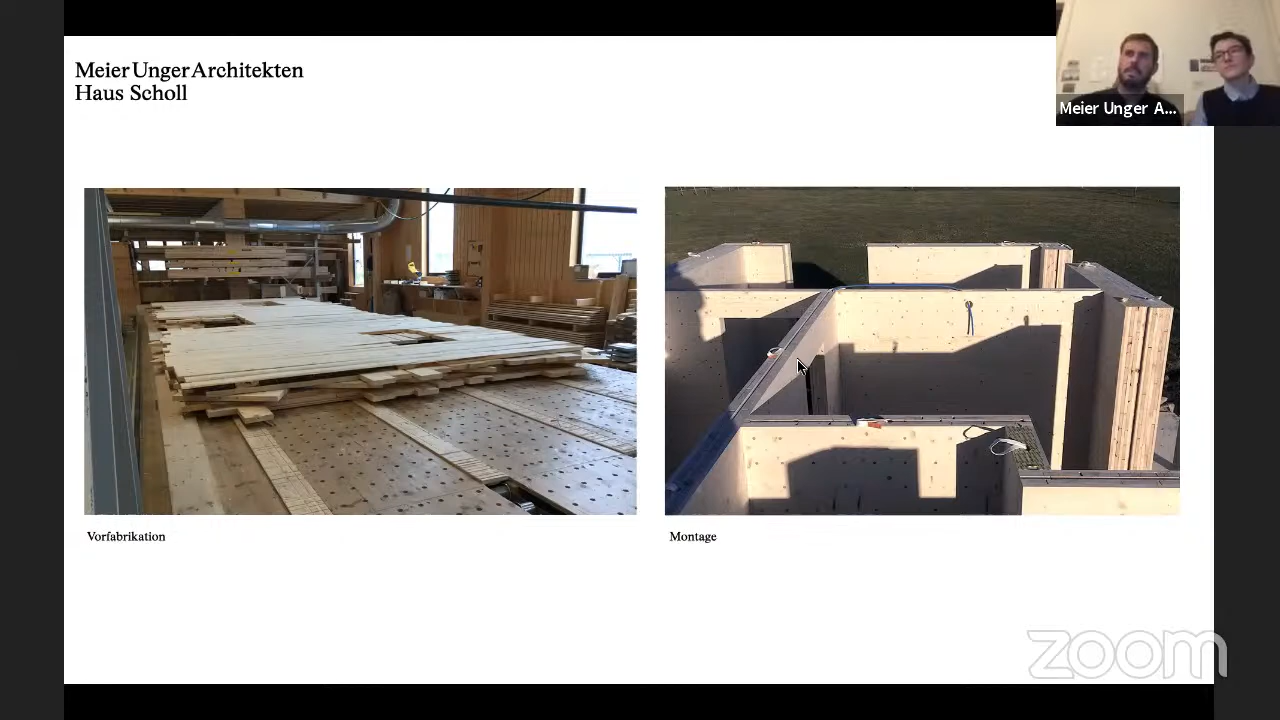 Meier Unger Architekten
Haus Scholl
Meier Unger A...
Vorfabrikation
Montage
zoom